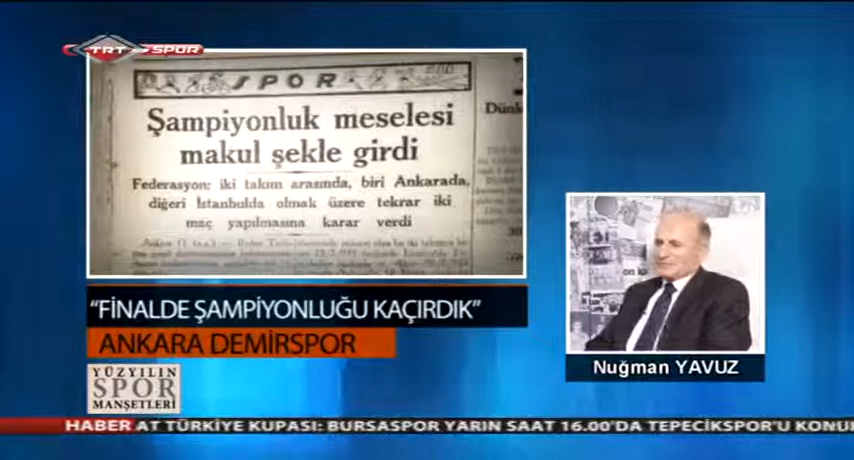 TRT SPOR
SPOR
Şampiyonluk meselesi
makul şekle girdi
Federasyon: iki takım arasında, biri Ankarada,
diğeri İstanbulda olmak üzere tekrar iki
maç yapılmasına karar verdi
Dün
“FİNALDE ŞAMPİYONLUĞU KAÇIRDIK”
ANKARA DEMİRSPOR
Nuğman YAVUZ
YÜZYILIN
SPOR
MANŞETLERİ
HABER AT TÜRKİYE KUPASI: BURSASPOR YARIN SAAT 16.00'DA TEPECİKSPOR'U KONU